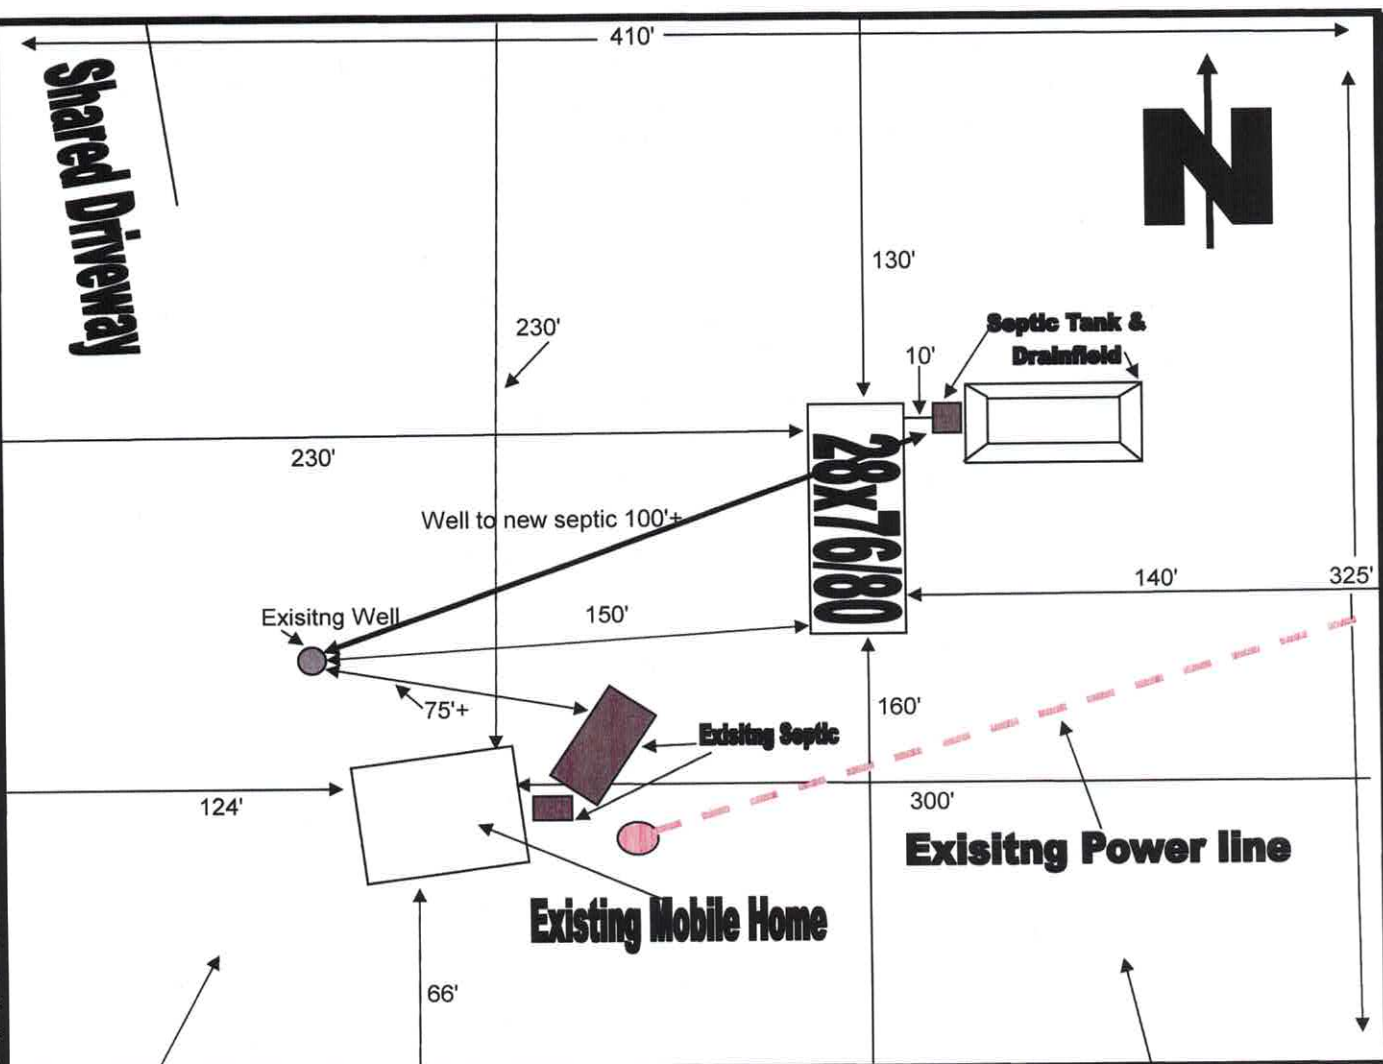 410'
Shared Driveway
N
130'
230'
Septic Tank &
Drainfield
10'
230'
28x76/80
Well to new septic 100'+
140'
325'
Exisitng Well
150'
75'+
160'
Exisitng Septic
124'
300'
Exisitng Power line
Existing Mobile Home
66'